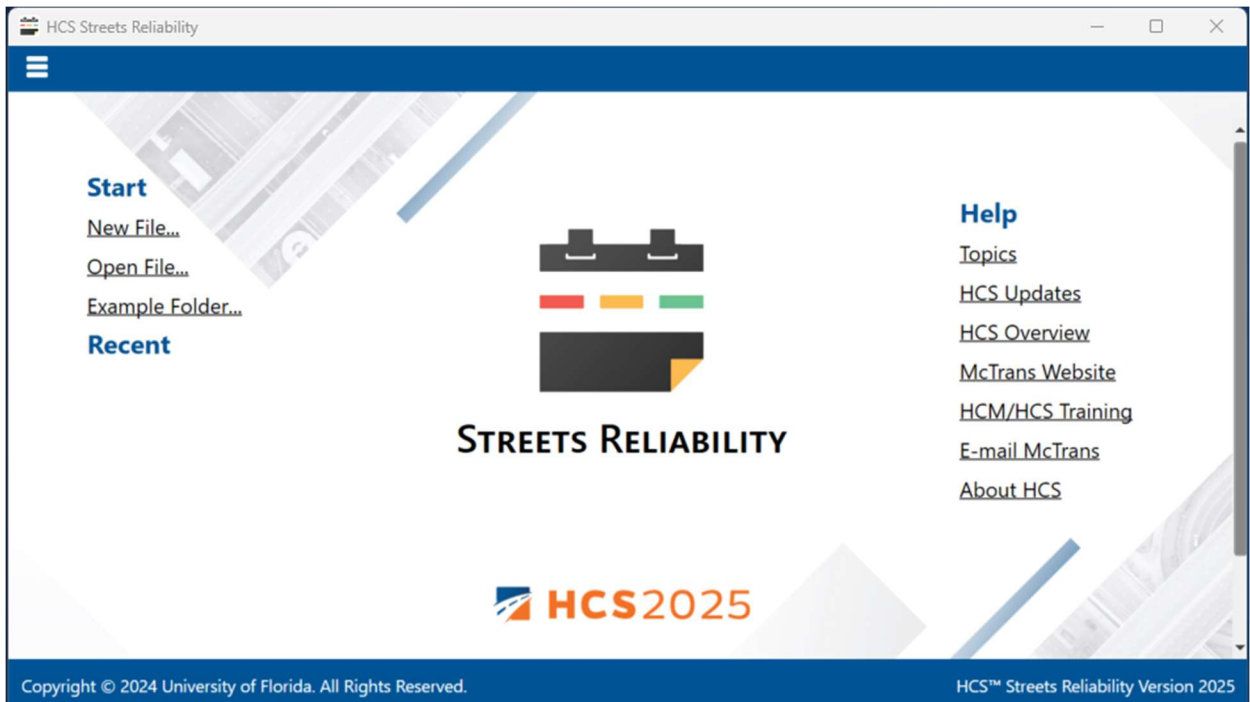 HCS Streets Reliability
Start
New File...
Open File...
Example Folder...
Recent
STREETS RELIABILITY
HCS2025
Help
Topics
HCS Updates
HCS Overview
McTrans Website
HCM/HCS Training
E-mail McTrans
About HCS
Copyright © 2024 University of Florida. All Rights Reserved.
HCS™ Streets Reliability Version 2025